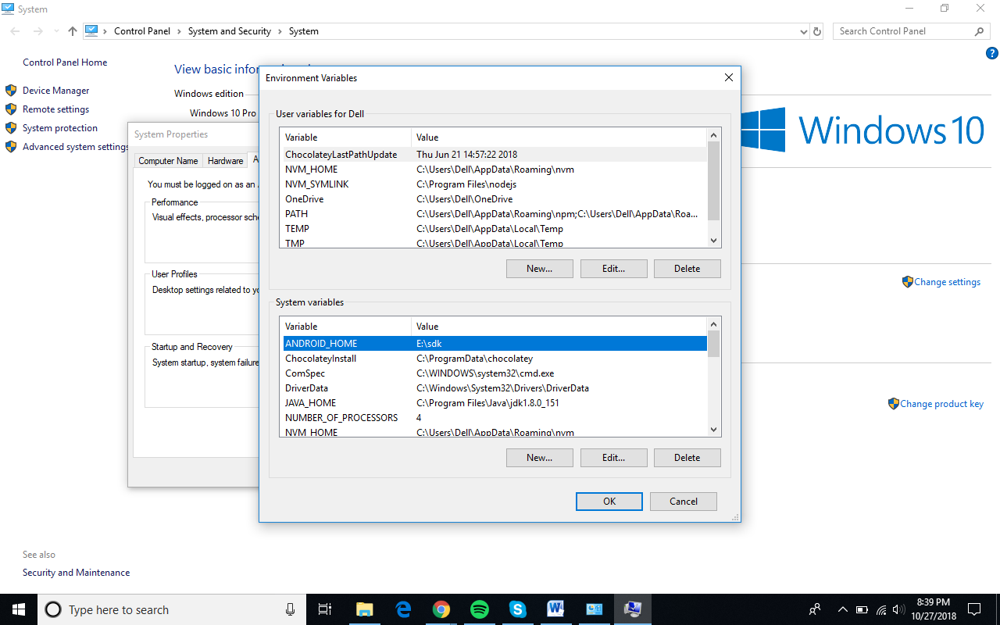 System
Control Panel > System and Security > System
Search Control Panel
Control Panel Home
Device Manager
Remote settings
System protection
Advanced system settings
View basic infor
Windows edition
Windows 10 Pro
Windows 10
System Properties
Computer Name
Hardware
A
You must be logged on as an
Performance
Visual effects, processor sche
User Profiles
Desktop settings related to yo
Startup and Recovery
System startup, system failure
Environment Variables
User variables for Dell
Variable Value
ChocolateyLastPathUpdate Thu Jun 21 14:57:22 2018
NVM_HOME C:\Users\Dell\AppData\Roaming\nvm
NVM_SYMLINK C:\Program Files\nodejs
OneDrive C:\Users\Dell\OneDrive
PATH C:\Users\Dell\AppData\Roaming\npm;C:\Users\Dell\AppData\Roa...
TEMP C:\Users\Dell\AppData\Local\Temp
TMP C:\Users\Dell\AppData\Local\Temp
New... Edit... Delete
System variables
Variable Value
ANDROID_HOME E:\sdk
ChocolateyInstall C:\ProgramData\chocolatey
ComSpec C:\WINDOWS\system32\cmd.exe
DriverData C:\Windows\System32\Drivers\DriverData
JAVA_HOME C:\Program Files\Java\jdk1.8.0_151
NUMBER_OF_PROCESSORS 4
NVM_HOME C:\Users\Dell\AppData\Roaming\nvm
New... Edit... Delete
OK Cancel
Change settings
Change product key
See also
Security and Maintenance
Type here to search
8:39 PM
10/27/2018